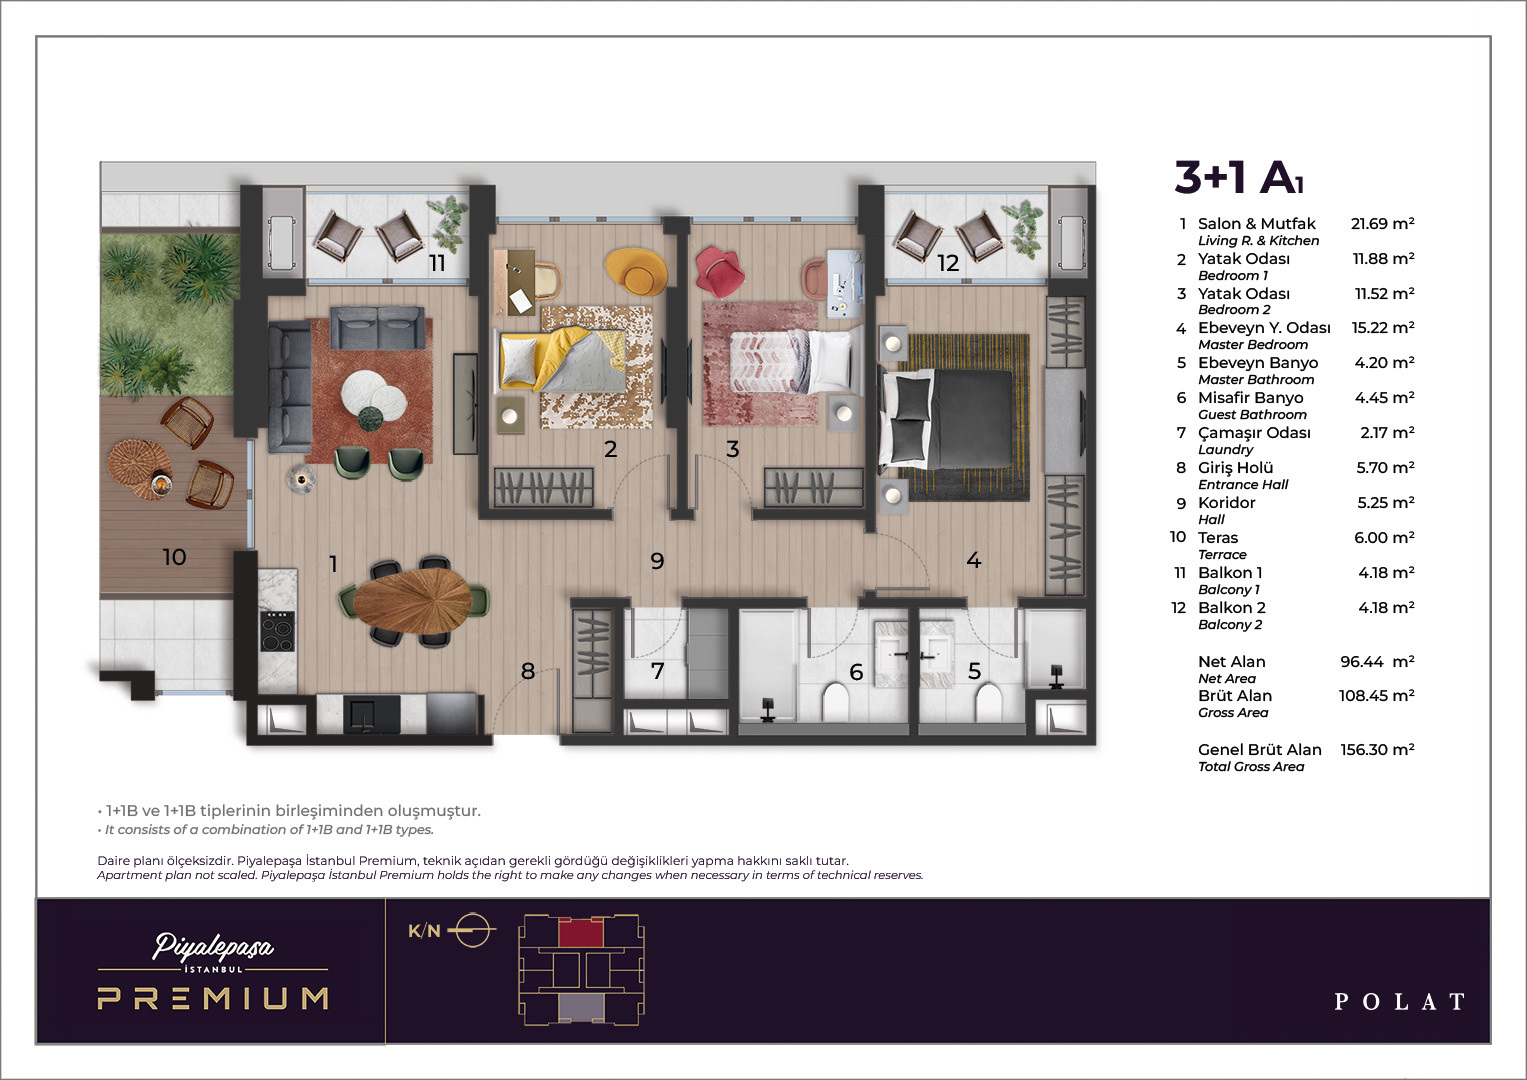 3+1 A1
1 Salon & Mutfak 21.69 m²
Living R. & Kitchen
2 Yatak Odası 11.88 m²
Bedroom 1
3 Yatak Odası 11.52 m²
Bedroom 2
4 Ebeveyn Y. Odası 15.22 m²
Master Bedroom
5 Ebeveyn Banyo 4.20 m²
Master Bathroom
6 Misafir Banyo 4.45 m²
Guest Bathroom
7 Çamaşır Odası 2.17 m²
Laundry
8 Giriş Holü 5.70 m²
Entrance Hall
9 Koridor 5.25 m²
Hall
10 Teras 6.00 m²
Terrace
11 Balkon 1 4.18 m²
Balcony 1
12 Balkon 2 4.18 m²
Balcony 2
Net Alan 96.44 m²
Net Area
Brüt Alan 108.45 m²
Gross Area
Genel Brüt Alan 156.30 m²
Total Gross Area
11
12
2
3
10
1
9
4
8
7
6
5
• 1+1B ve 1+1B tiplerinin birleşiminden oluşmuştur.
• It consists of a combination of 1+1B and 1+1B types.
Daire planı ölçeksizdir. Piyalepaşa İstanbul Premium, teknik açıdan gerekli gördüğü değişiklikleri yapma hakkını saklı tutar.
Apartment plan not scaled. Piyalepaşa İstanbul Premium holds the right to make any changes when necessary in terms of technical reserves.
Piyalepaşa
İSTANBUL
PREMIUM
K/N
POLAT